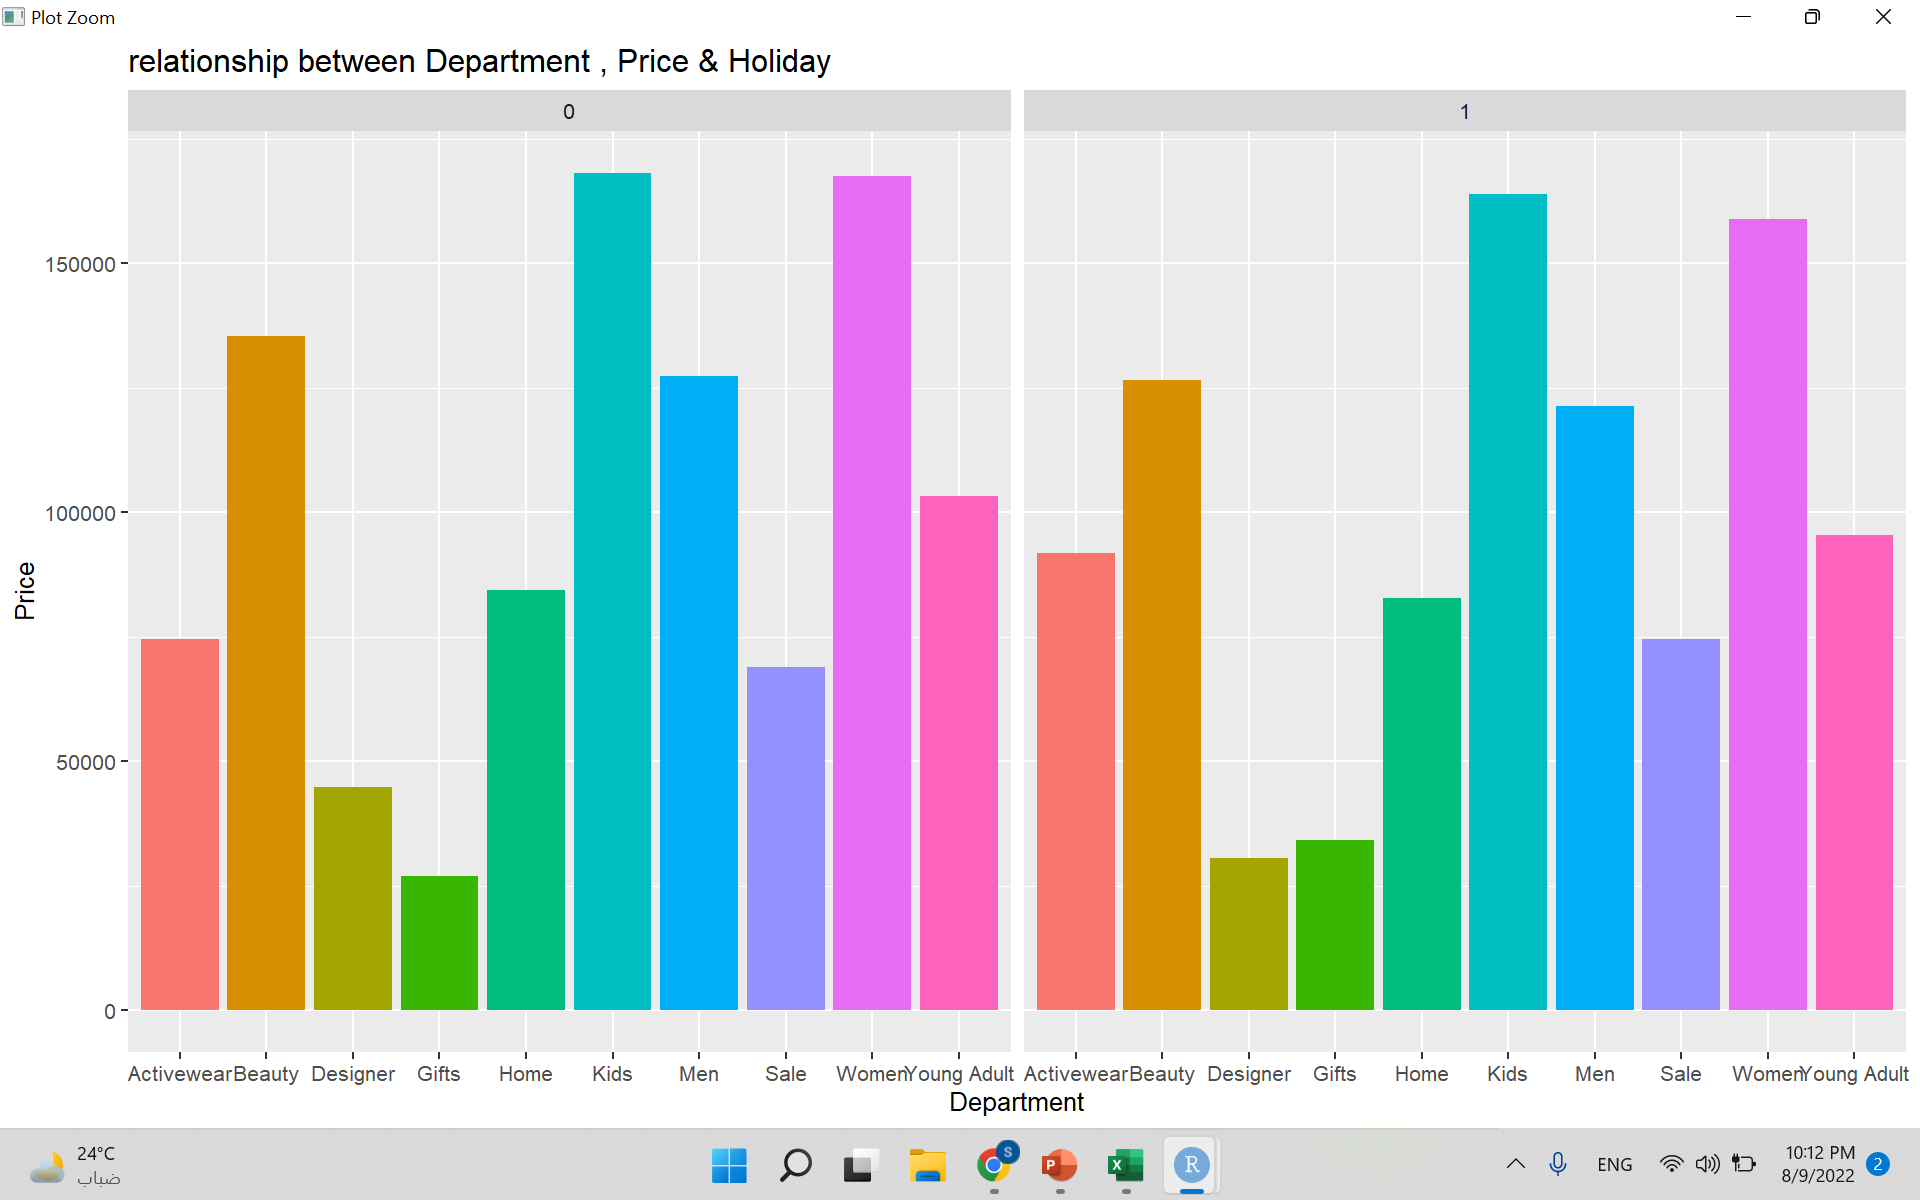 Plot Zoom
relationship between Department , Price & Holiday
0 1
150000
100000
50000
0
Price
Activewear Beauty Designer Gifts Home Kids Men Sale Women Young Adult Activewear Beauty Designer Gifts Home Kids Men Sale Women Young Adult
Department
24°C
ضباب
S
P
X
R
ENG
10:12 PM
8/9/2022
2